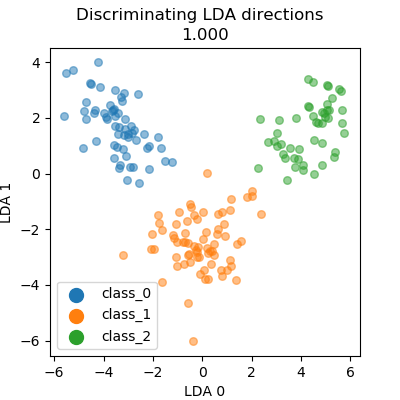 Discriminating LDA directions
1.000
4
2
0
−2
−4
−6
LDA 1
class_0
class_1
class_2
−6 −4 −2 0 2 4 6
LDA 0